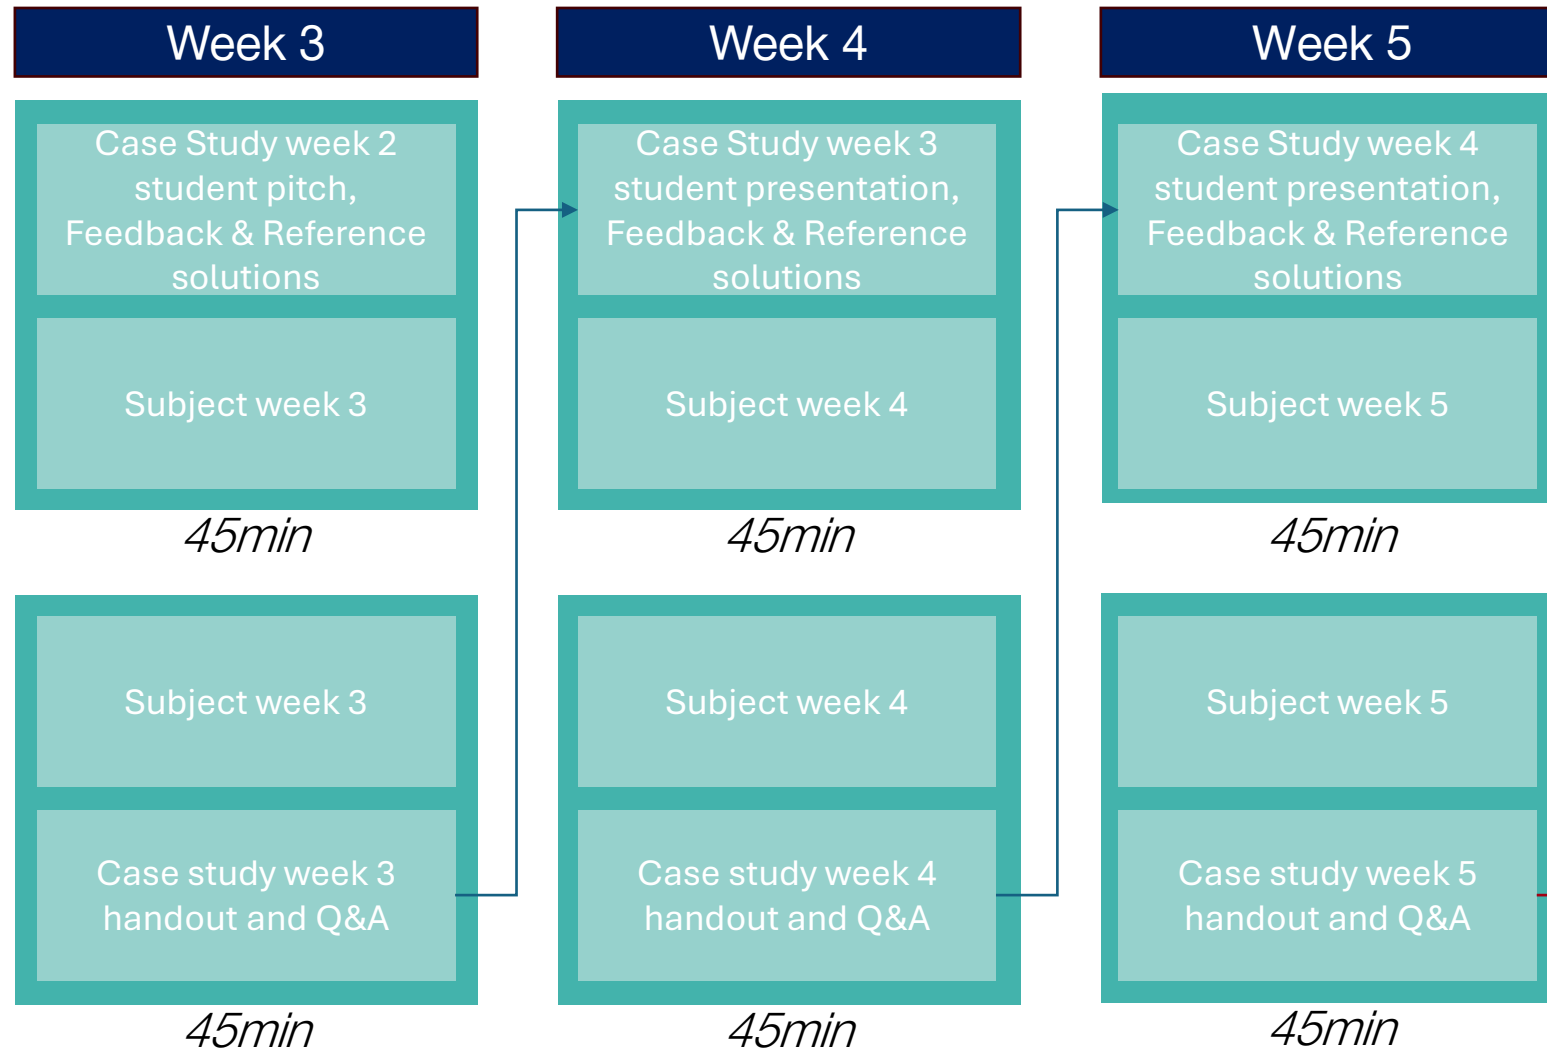 Week 3
Case Study week 2
student pitch,
Feedback & Reference
solutions
Subject week 3
45min
Subject week 3
Case study week 3
handout and Q&A
45min
Week 4
Case Study week 3
student presentation,
Feedback & Reference
solutions
Subject week 4
45min
Subject week 4
Case study week 4
handout and Q&A
45min
Week 5
Case Study week 4
student presentation,
Feedback & Reference
solutions
Subject week 5
45min
Subject week 5
Case study week 5
handout and Q&A
45min